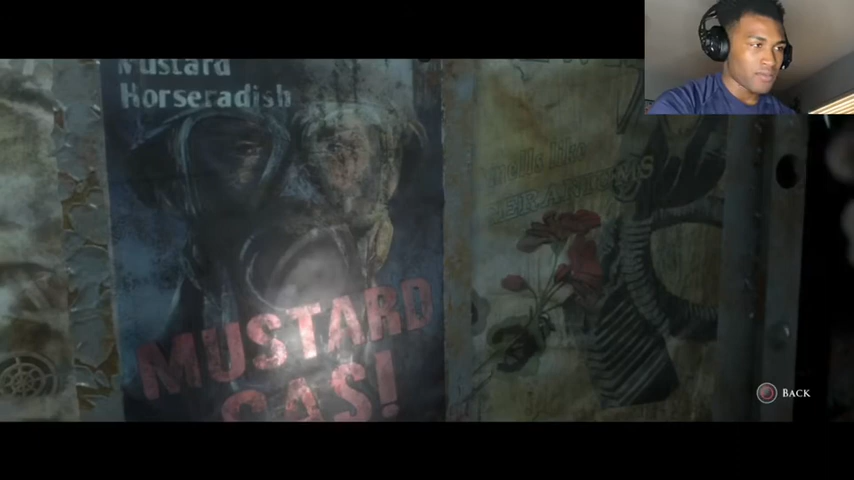 Mustard
Horseradish
MUSTARD
GAS!
smells like
GERANIUMS
BACK